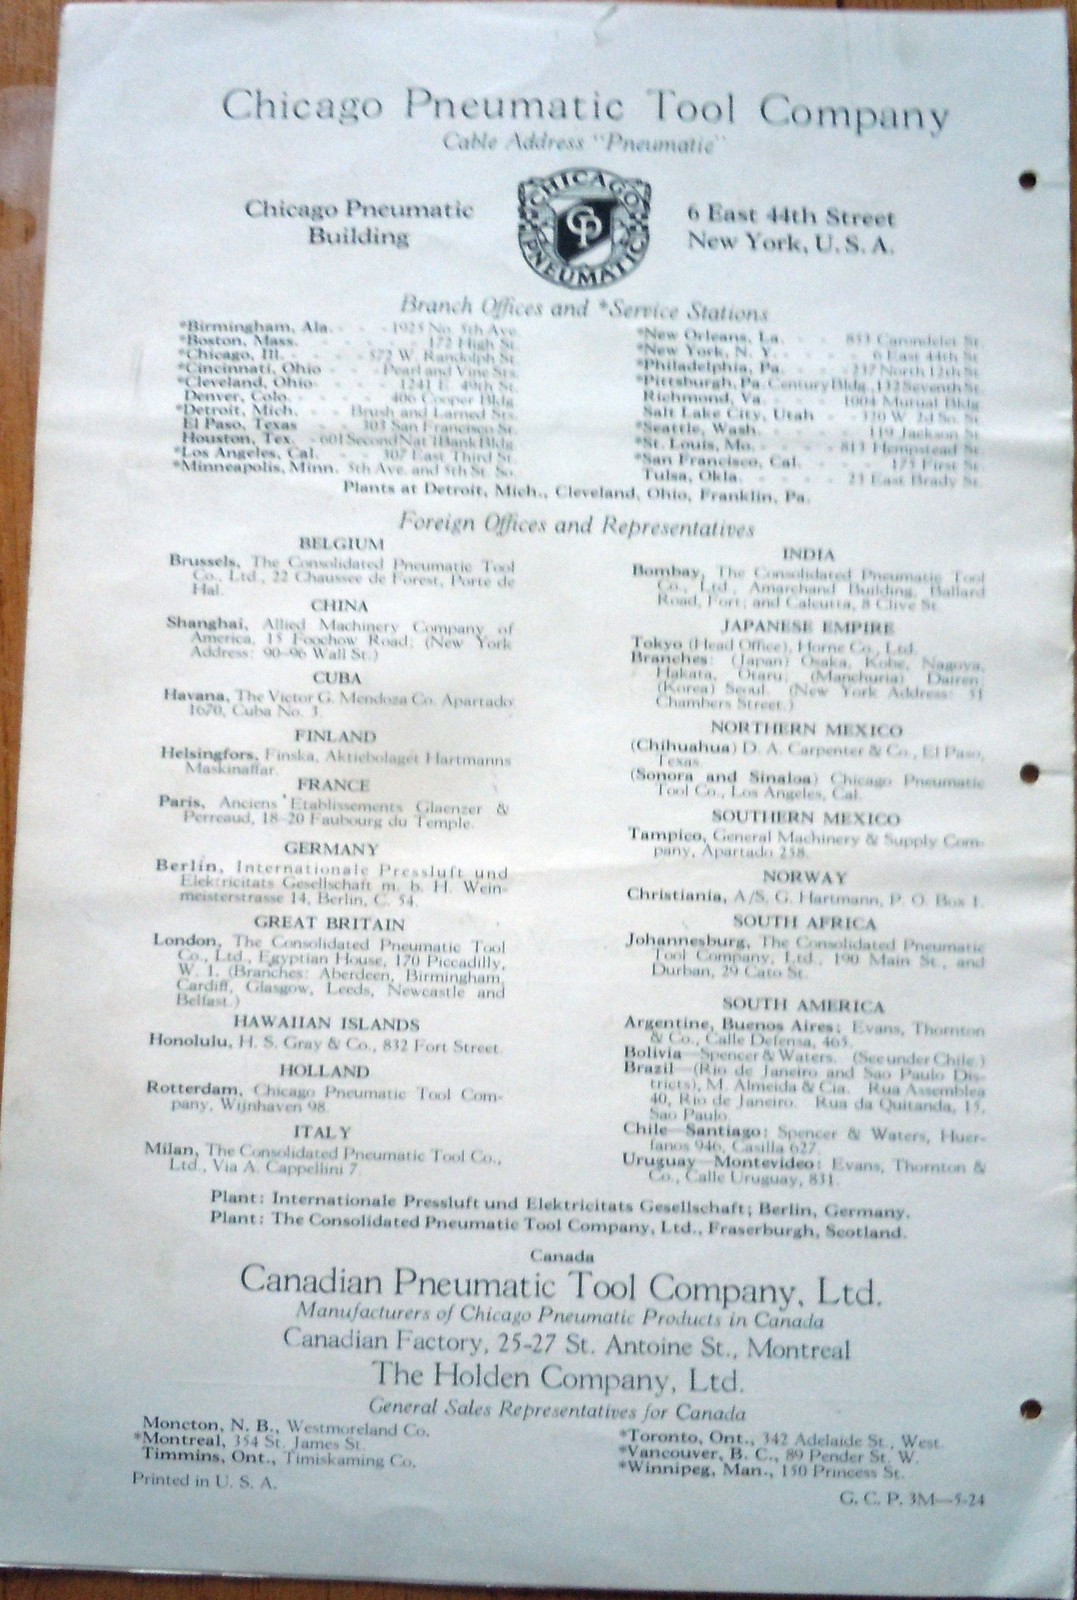 Chicago Pneumatic Tool Company
Cable Address "Pneumatic"
Chicago Pneumatic
Building
CHICAGO
CP
PNEUMATIC
6 East 44th Street
New York, U. S. A.
Branch Offices and *Service Stations
*Birmingham, Ala. - - 1925 No. 5th Ave.
*Boston, Mass. - - - 172 High St.
*Chicago, Ill. - - - 572 W. Randolph St.
*Cincinnati, Ohio - - Pearl and Vine Sts.
*Cleveland, Ohio - - - 1241 E. 49th St.
Denver, Colo. - - - 406 Cooper Bldg.
*Detroit, Mich. - - Brush and Larned Sts.
El Paso, Texas - - 303 San Francisco St.
Houston, Tex. - 601 Second Nat'l Bank Bldg.
*Los Angeles, Cal. - - 307 East Third St.
*Minneapolis, Minn. 5th Ave. and 5th St. So.
*New Orleans, La. - - 853 Carondelet St.
*New York, N. Y. - - - 6 East 44th St.
*Philadelphia, Pa. - - 237 North 12th St.
*Pittsburgh, Pa. Century Bldg. 132 Seventh St.
Richmond, Va. - - 1004 Mutual Bldg.
Salt Lake City, Utah - 120 W. 2d So. St.
*Seattle, Wash. - - - 119 Jackson St.
*St. Louis, Mo. - - - 813 Hempstead St.
*San Francisco, Cal. - - - 175 First St.
Tulsa, Okla. - - - 23 East Brady St.
Plants at Detroit, Mich., Cleveland, Ohio, Franklin, Pa.
Foreign Offices and Representatives
BELGIUM
Brussels, The Consolidated Pneumatic Tool
Co., Ltd., 22 Chaussee de Forest, Porte de
Hal.
CHINA
Shanghai, Allied Machinery Company of
America, 15 Foochow Road; (New York
Address: 90-96 Wall St.)
CUBA
Havana, The Victor G. Mendoza Co. Apartado
1670, Cuba No. 3.
FINLAND
Helsingfors, Finska, Aktiebolaget Hartmanns
Maskinaffar.
FRANCE
Paris, Anciens Etablissements Glaenzer &
Perreaud, 18-20 Faubourg du Temple.
GERMANY
Berlin, Internationale Pressluft und
Elektricitats Gesellschaft m. b. H. Wein-
meisterstrasse 14, Berlin, C. 54.
GREAT BRITAIN
London, The Consolidated Pneumatic Tool
Co., Ltd., Egyptian House, 170 Piccadilly,
W. 1. (Branches: Aberdeen, Birmingham,
Cardiff, Glasgow, Leeds, Newcastle and
Belfast.)
HAWAIIAN ISLANDS
Honolulu, H. S. Gray & Co., 832 Fort Street.
HOLLAND
Rotterdam, Chicago Pneumatic Tool Com-
pany, Wijnhaven 98.
ITALY
Milan, The Consolidated Pneumatic Tool Co.,
Ltd., Via A. Cappellini 7.
INDIA
Bombay, The Consolidated Pneumatic Tool
Co., Ltd., Amarchand Building, Ballard
Road, Fort; and Calcutta, 8 Clive St.
JAPANESE EMPIRE
Tokyo (Head Office), Horne Co., Ltd.
Branches: (Japan) Osaka, Kobe, Nagoya,
Hakata, Otaru; (Manchuria) Dairen;
(Korea) Seoul. (New York Address: 51
Chambers Street.)
NORTHERN MEXICO
(Chihuahua) D. A. Carpenter & Co., El Paso,
Texas.
(Sonora and Sinaloa) Chicago Pneumatic
Tool Co., Los Angeles, Cal.
SOUTHERN MEXICO
Tampico, General Machinery & Supply Com-
pany, Apartado 258.
NORWAY
Christiania, A/S. G. Hartmann, P. O. Box 1.
SOUTH AFRICA
Johannesburg, The Consolidated Pneumatic
Tool Company, Ltd., 190 Main St., and
Durban, 29 Cato St.
SOUTH AMERICA
Argentine, Buenos Aires: Evans, Thornton
& Co., Calle Defensa, 465.
Bolivia—Spencer & Waters. (See under Chile.)
Brazil—(Rio de Janeiro and Sao Paulo Dis-
tricts), M. Almeida & Cia. Rua Assemblea
40, Rio de Janeiro. Rua da Quitanda, 15,
Sao Paulo.
Chile—Santiago: Spencer & Waters, Huer-
fanos 946, Casilla 627.
Uruguay—Montevideo: Evans, Thornton &
Co., Calle Uruguay, 831.
Plant: Internationale Pressluft und Elektricitats Gesellschaft; Berlin, Germany.
Plant: The Consolidated Pneumatic Tool Company, Ltd., Fraserburgh, Scotland.
Canada
Canadian Pneumatic Tool Company, Ltd.
Manufacturers of Chicago Pneumatic Products in Canada
Canadian Factory, 25-27 St. Antoine St., Montreal
The Holden Company, Ltd.
General Sales Representatives for Canada
Moncton, N. B., Westmoreland Co.
*Montreal, 354 St. James St.
Timmins, Ont., Timiskaming Co.
*Toronto, Ont., 342 Adelaide St., West.
*Vancouver, B. C., 89 Pender St. W.
*Winnipeg, Man., 150 Princess St.
Printed in U. S. A.
G. C. P. 3M—5-24